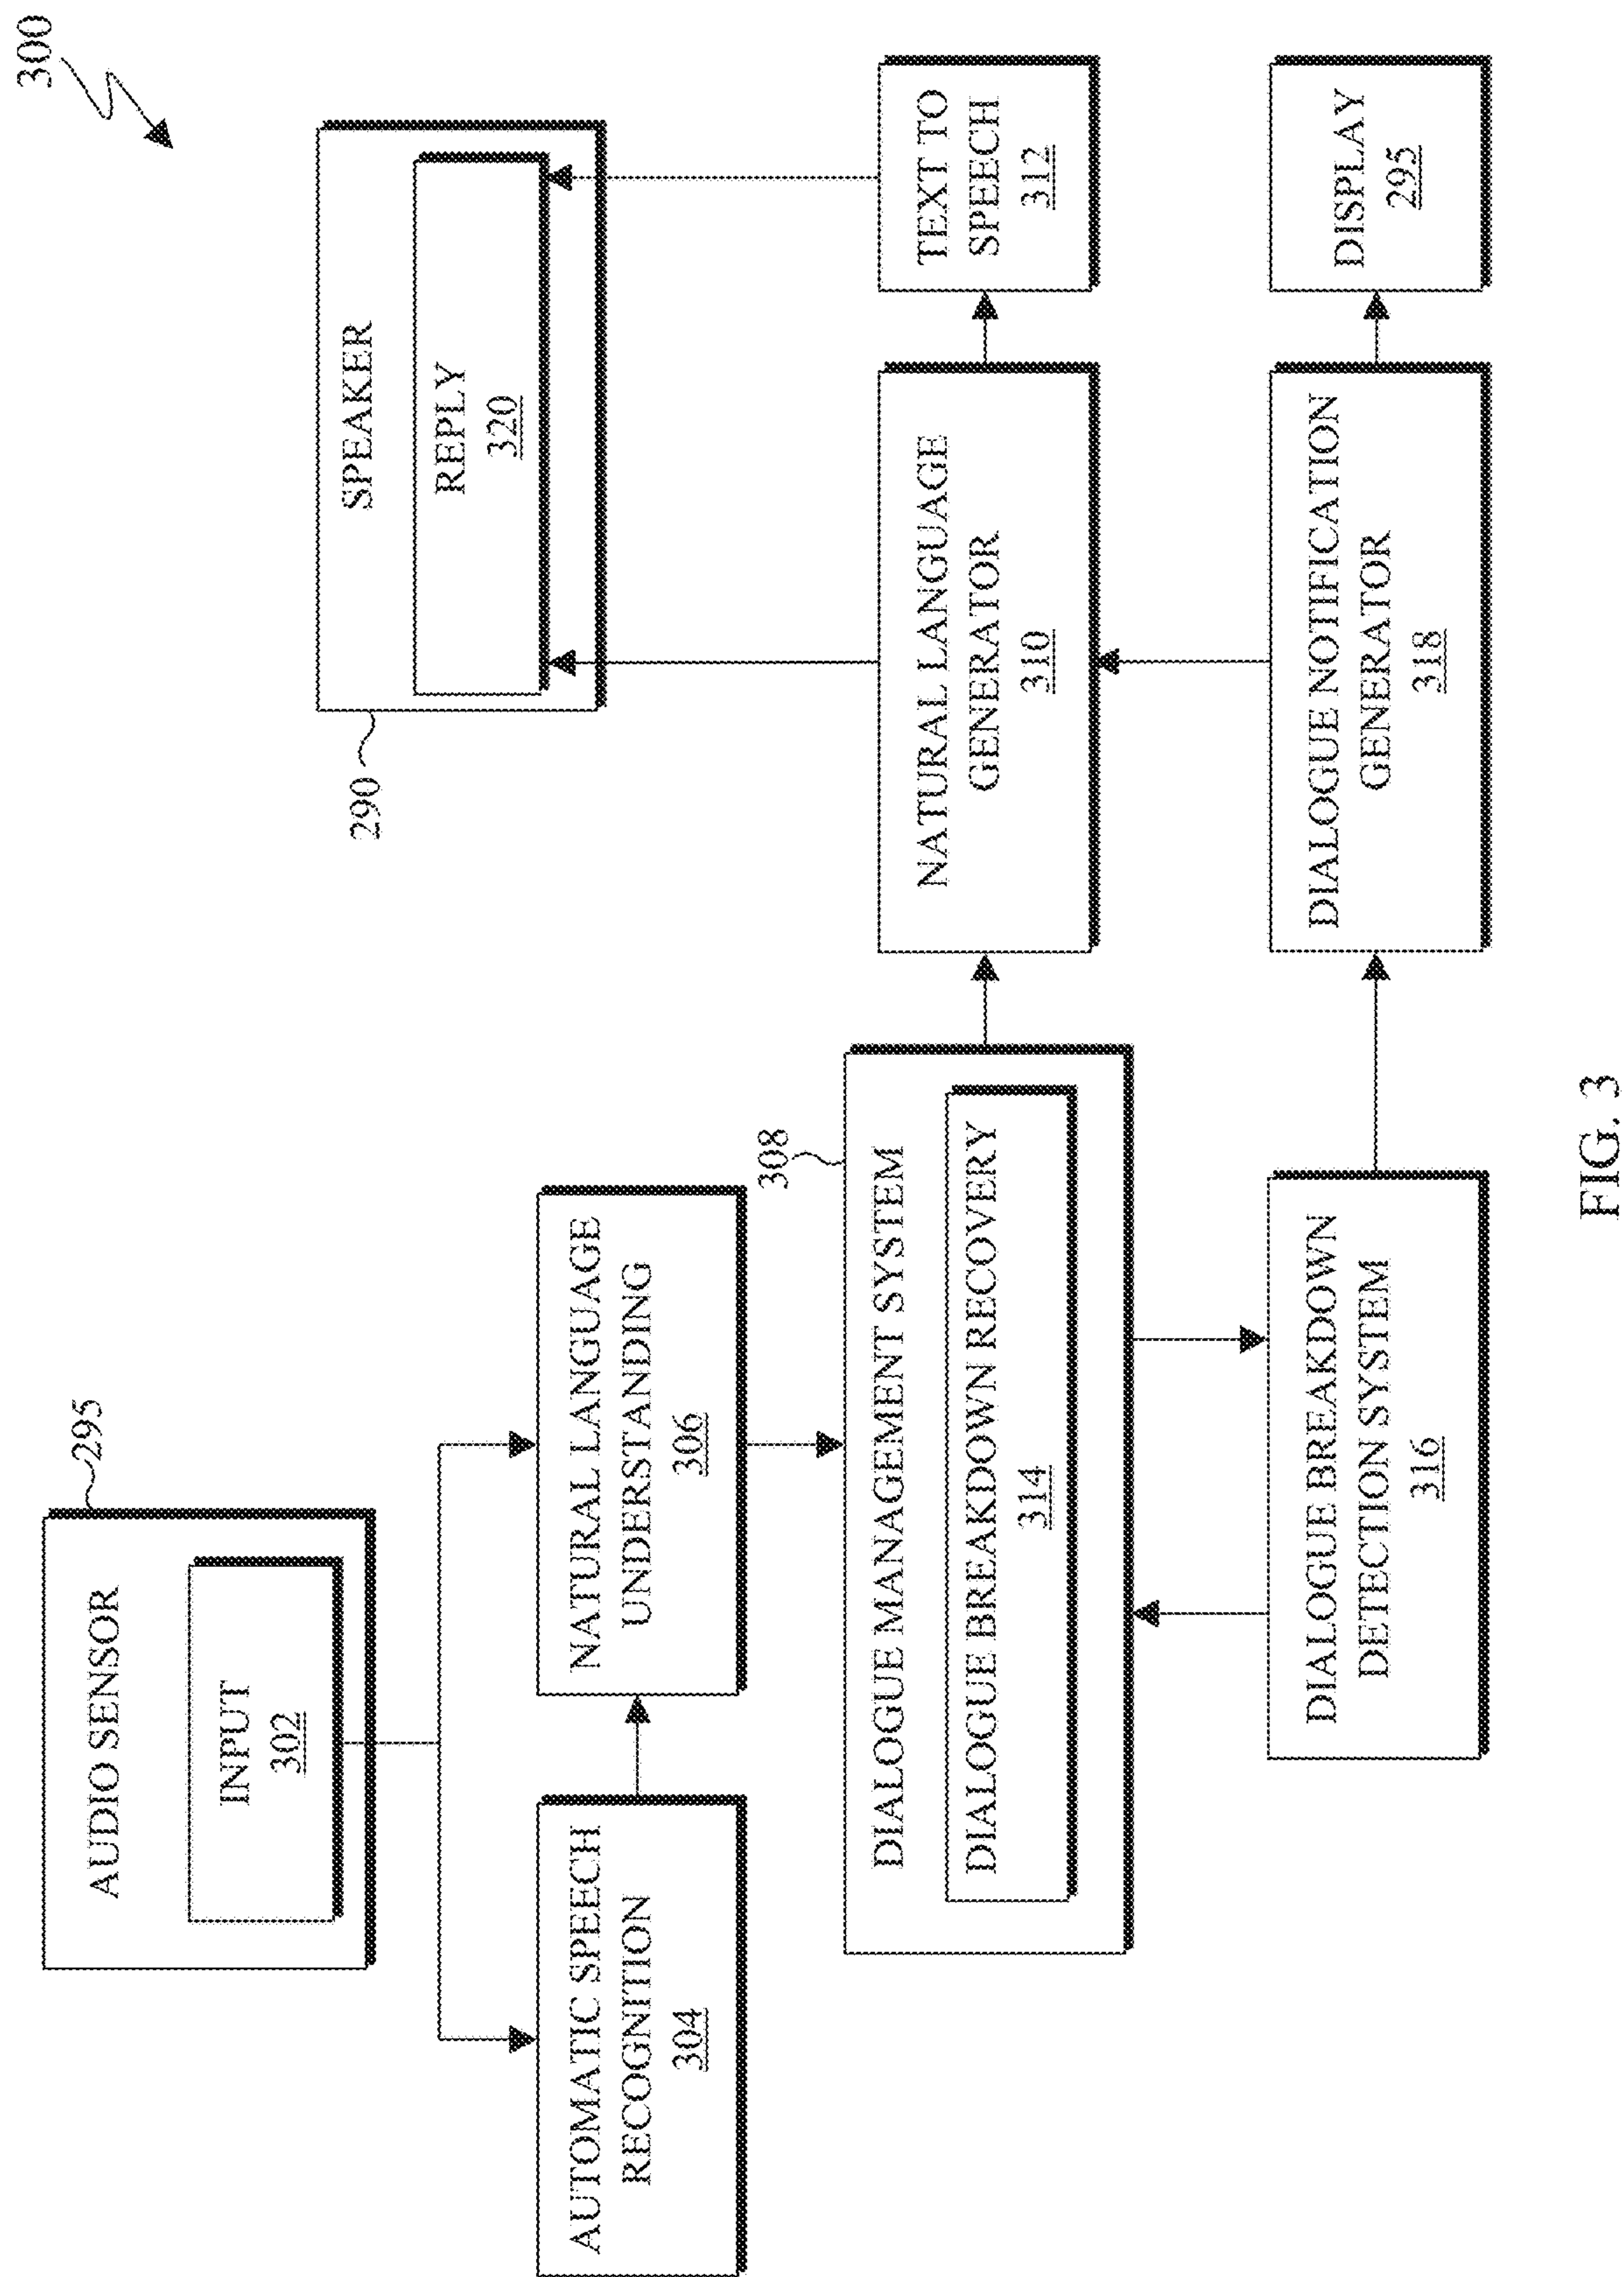 300
AUDIO SENSOR
295
INPUT
302
SPEAKER
REPLY
320
290
AUTOMATIC SPEECH
RECOGNITION
304
NATURAL LANGUAGE
UNDERSTANDING
306
308
DIALOGUE MANAGEMENT SYSTEM
DIALOGUE BREAKDOWN RECOVERY
314
NATURAL LANGUAGE
GENERATOR
310
TEXT TO
SPEECH
312
DIALOGUE BREAKDOWN
DETECTION SYSTEM
316
DIALOGUE NOTIFICATION
GENERATOR
318
DISPLAY
295
FIG. 3